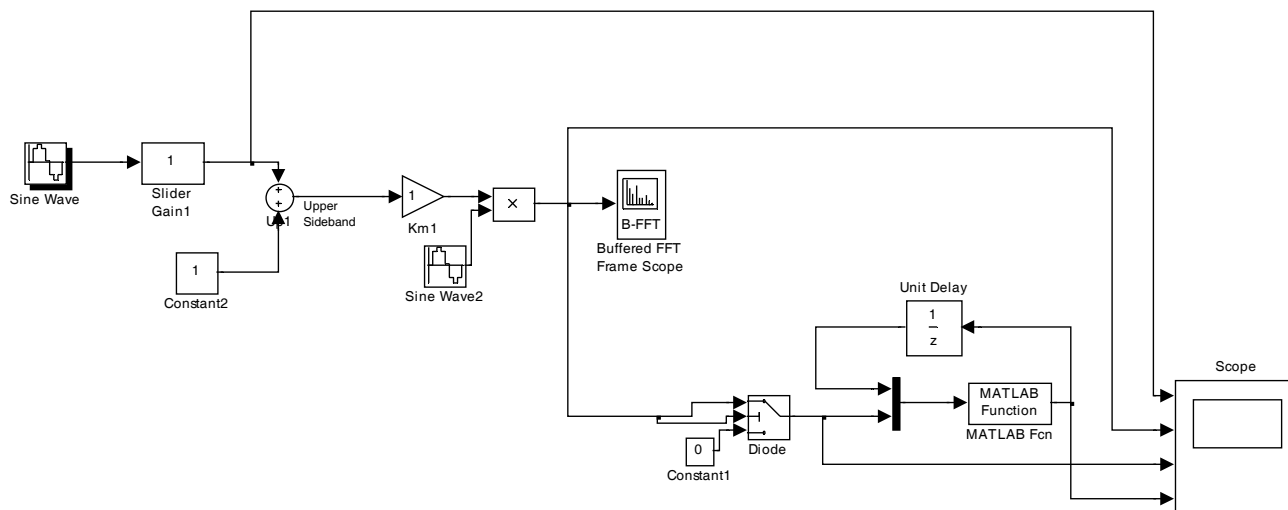 1
Sine Wave
Slider
Gain1
+
+
Up1
Upper
Sideband
1
Km1
×
B-FFT
Buffered FFT
Frame Scope
1
Constant2
Sine Wave2
Unit Delay
1
z
Scope
MATLAB
Function
MATLAB Fcn
0
Constant1
Diode